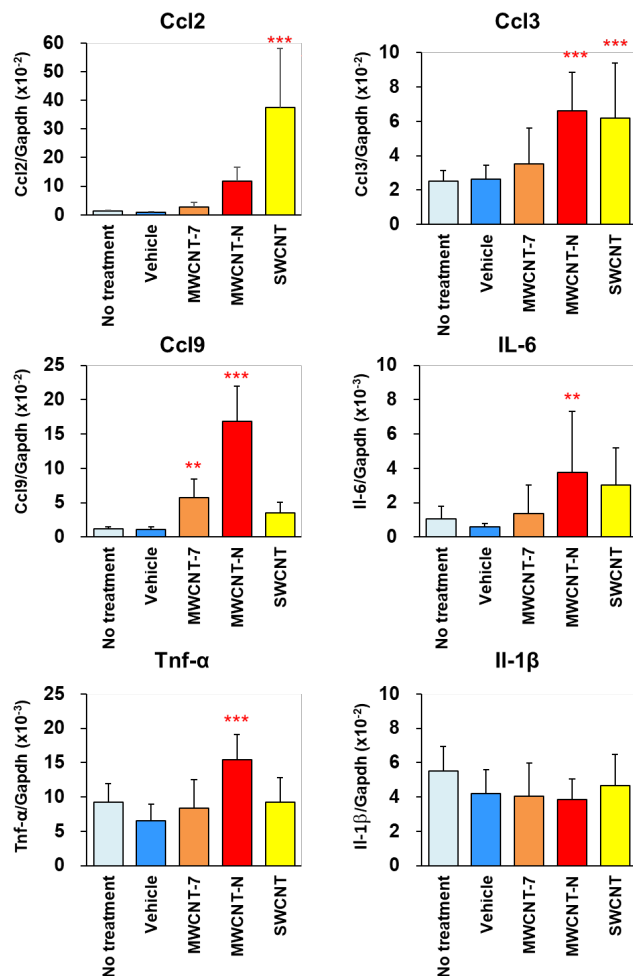 Ccl2
Ccl2/Gapdh (x10-2)
60
50
40
30
20
10
0
***
No treatment
Vehicle
MWCNT-7
MWCNT-N
SWCNT
Ccl3
Ccl3/Gapdh (x10-2)
10
8
6
4
2
0
***
***
No treatment
Vehicle
MWCNT-7
MWCNT-N
SWCNT
Ccl9
Ccl9/Gapdh (x10-2)
25
20
15
10
5
0
**
***
No treatment
Vehicle
MWCNT-7
MWCNT-N
SWCNT
IL-6
Il-6/Gapdh (x10-3)
10
8
6
4
2
0
**
No treatment
Vehicle
MWCNT-7
MWCNT-N
SWCNT
Tnf-α
Tnf-α/Gapdh (x10-3)
25
20
15
10
5
0
***
No treatment
Vehicle
MWCNT-7
MWCNT-N
SWCNT
Il-1β
Il-1β/Gapdh (x10-2)
10
8
6
4
2
0
No treatment
Vehicle
MWCNT-7
MWCNT-N
SWCNT